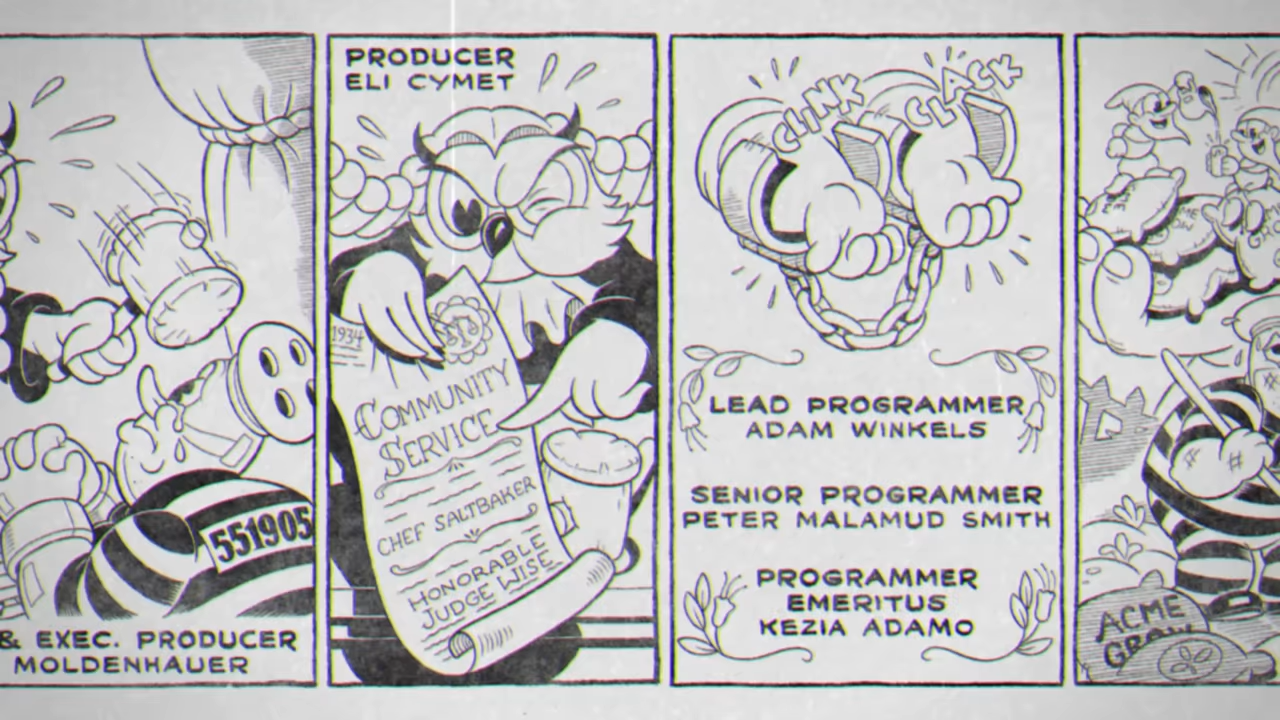 551905
& EXEC. PRODUCER
MOLDENHAUER
PRODUCER
ELI CYMET
1934
COMMUNITY
SERVICE
CHEF SALTBAKER
HONORABLE
JUDGE WISE
CLINK
CLACK
LEAD PROGRAMMER
ADAM WINKELS
SENIOR PROGRAMMER
PETER MALAMUD SMITH
PROGRAMMER
EMERITUS
KEZIA ADAMO
ACME